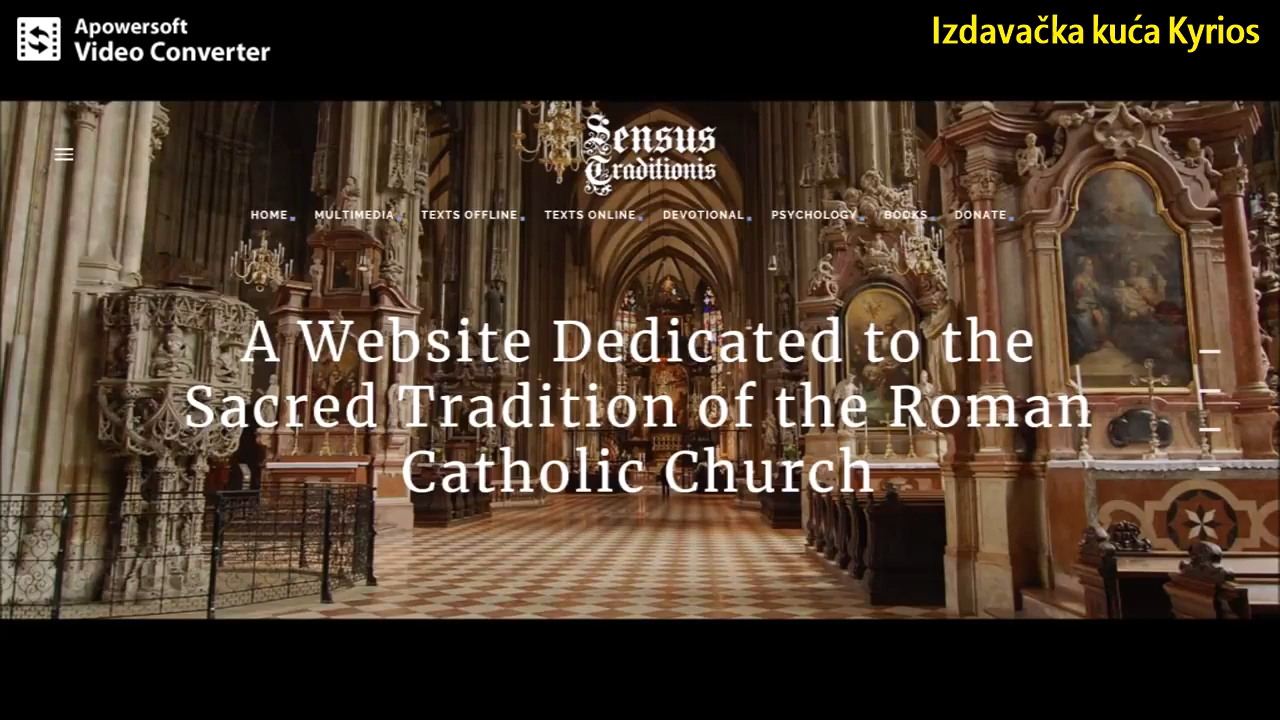 Apowersoft
Video Converter
Izdavačka kuća Kyrios
Sensus
Traditionis
HOME MULTIMEDIA TEXTS OFFLINE TEXTS ONLINE DEVOTIONAL PSYCHOLOGY BOOKS DONATE
A Website Dedicated to the
Sacred Tradition of the Roman
Catholic Church